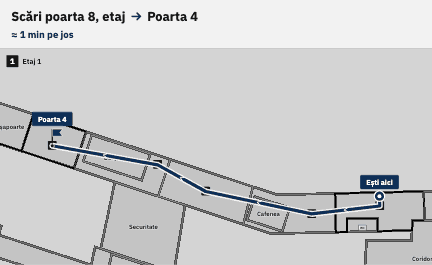 Scări poarta 8, etaj → Poarta 4
≈ 1 min pe jos
1 Etaj 1
Poarta 4
Ești aici
Cafenea
Securitate